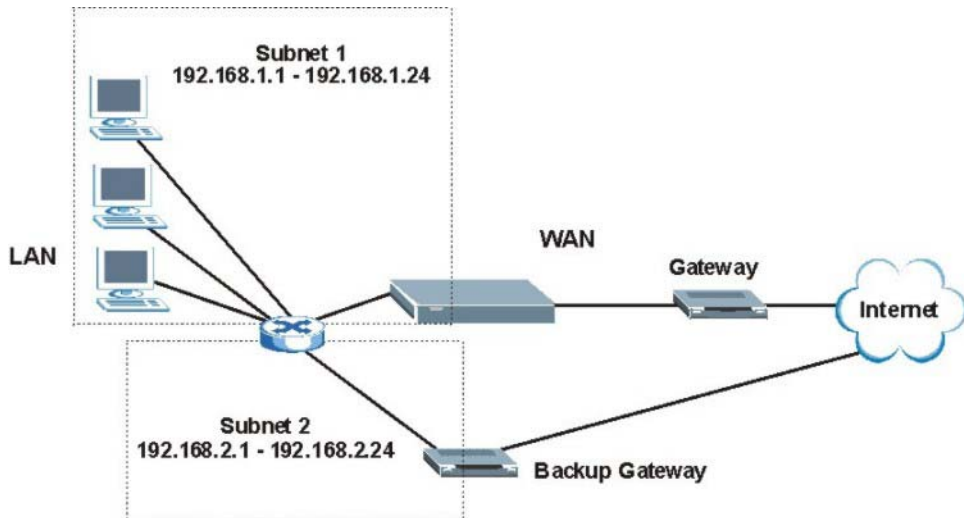 Subnet 1
192.168.1.1 - 192.168.1.24
LAN
WAN
Gateway
Internet
Subnet 2
192.168.2.1 - 192.168.2.24
Backup Gateway